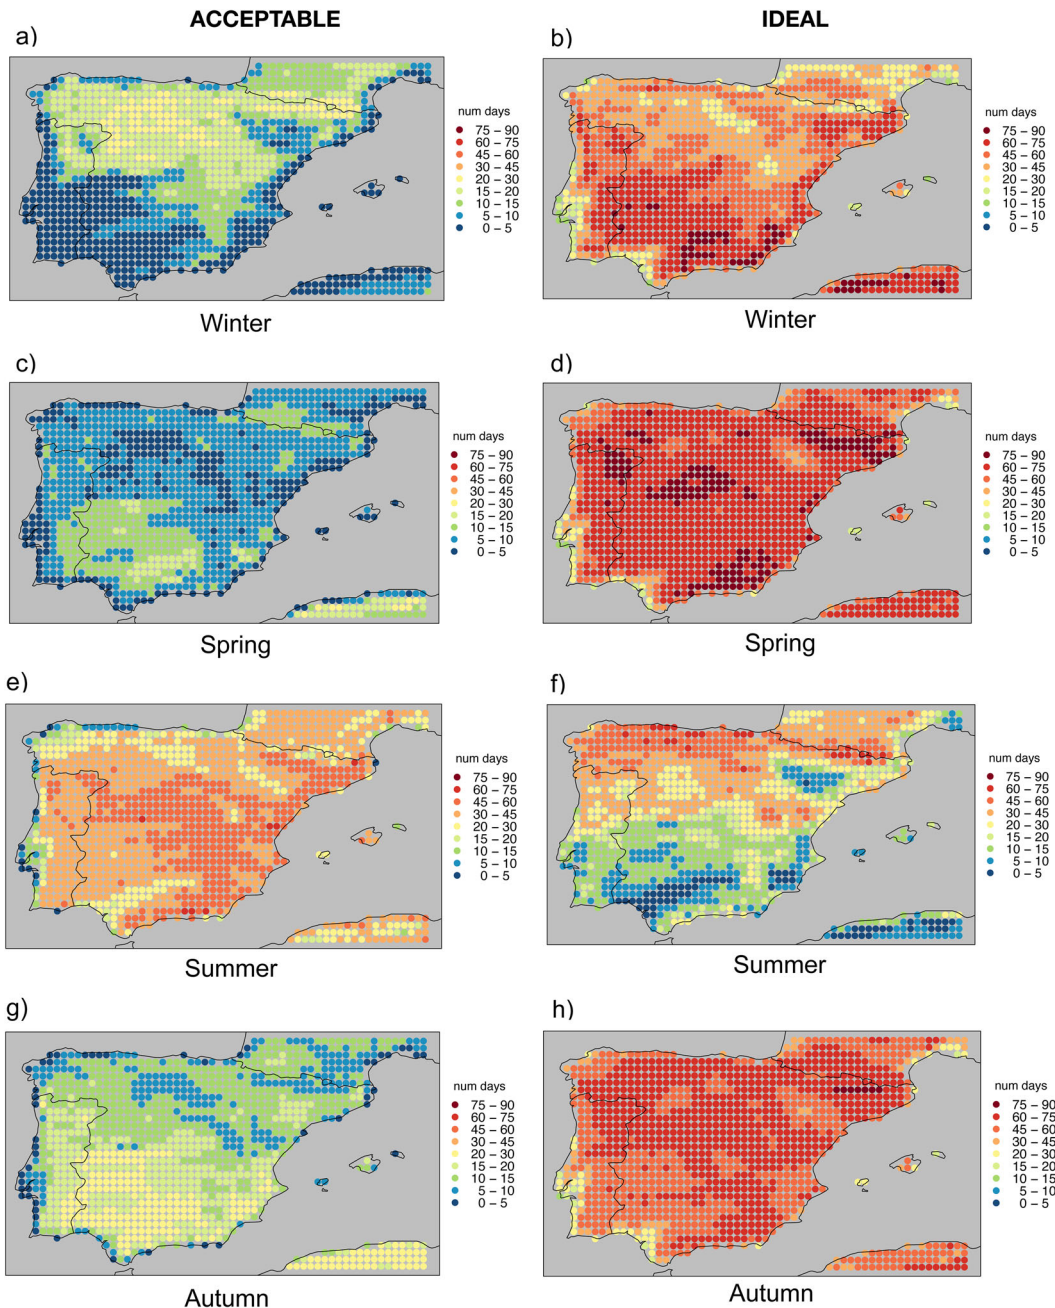 ACCEPTABLE
IDEAL
a)
num days
75 – 90
60 – 75
45 – 60
30 – 45
20 – 30
15 – 20
10 – 15
5 – 10
0 – 5
Winter
b)
num days
75 – 90
60 – 75
45 – 60
30 – 45
20 – 30
15 – 20
10 – 15
5 – 10
0 – 5
Winter
c)
num days
75 – 90
60 – 75
45 – 60
30 – 45
20 – 30
15 – 20
10 – 15
5 – 10
0 – 5
Spring
d)
num days
75 – 90
60 – 75
45 – 60
30 – 45
20 – 30
15 – 20
10 – 15
5 – 10
0 – 5
Spring
e)
num days
75 – 90
60 – 75
45 – 60
30 – 45
20 – 30
15 – 20
10 – 15
5 – 10
0 – 5
Summer
f)
num days
75 – 90
60 – 75
45 – 60
30 – 45
20 – 30
15 – 20
10 – 15
5 – 10
0 – 5
Summer
g)
num days
75 – 90
60 – 75
45 – 60
30 – 45
20 – 30
15 – 20
10 – 15
5 – 10
0 – 5
Autumn
h)
num days
75 – 90
60 – 75
45 – 60
30 – 45
20 – 30
15 – 20
10 – 15
5 – 10
0 – 5
Autumn